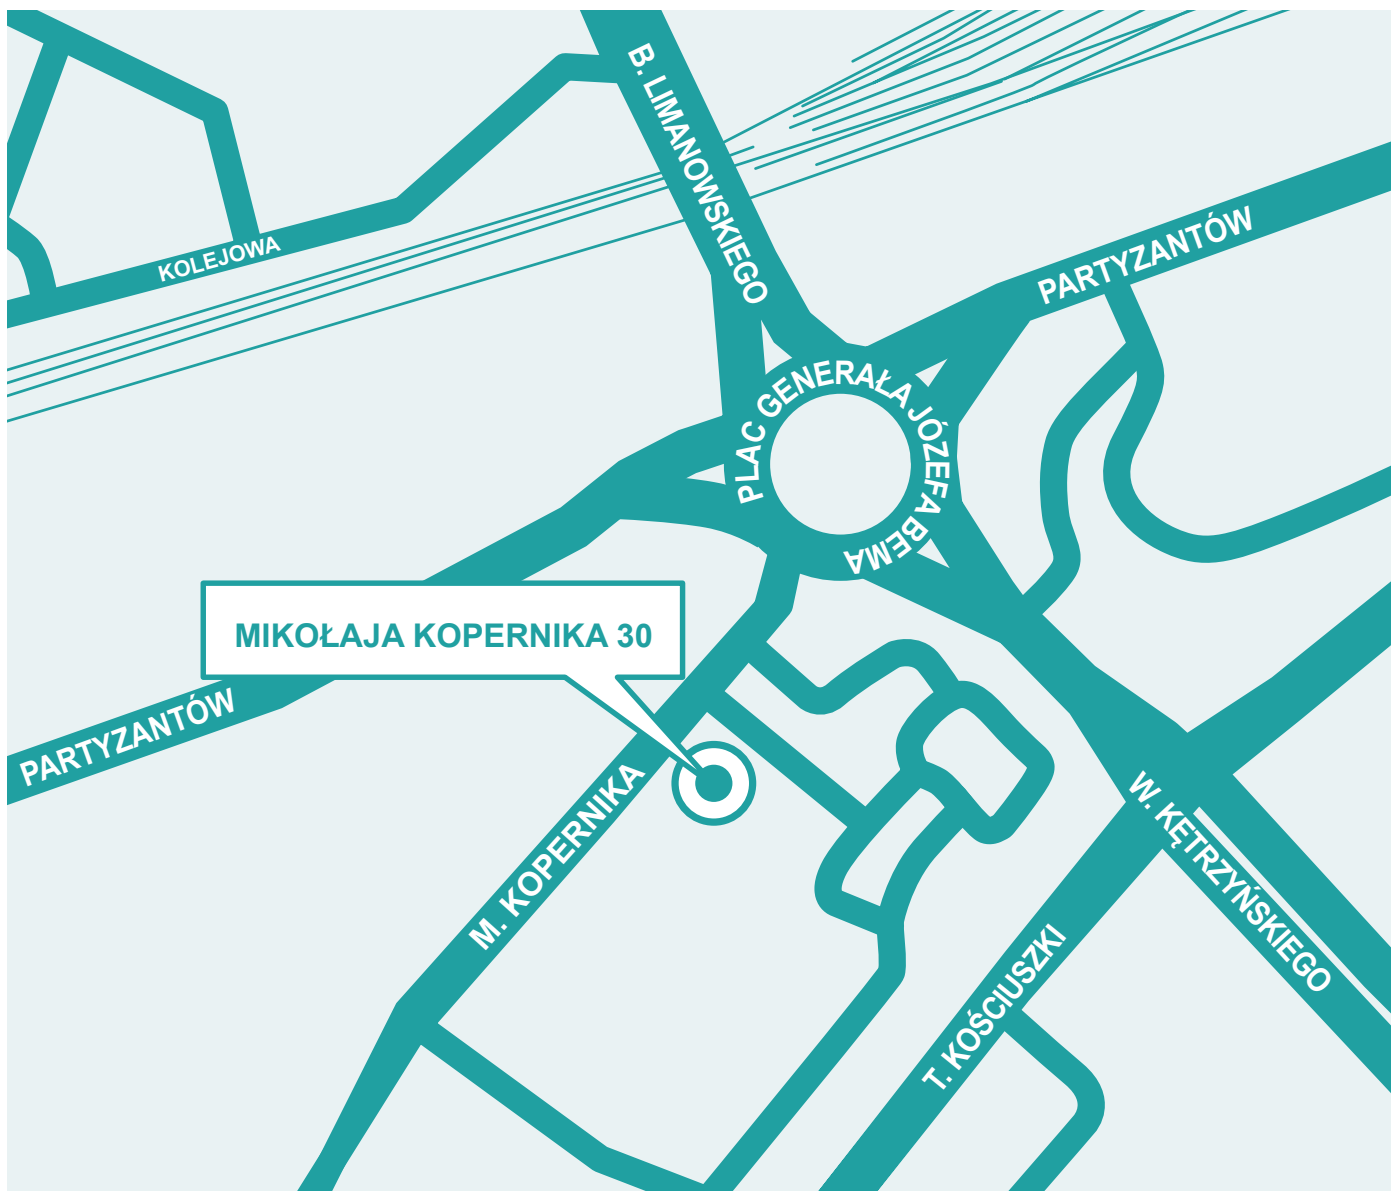 B. LIMANOWSKIEGO
KOLEJOWA
PARTYZANTÓW
PLAC GENERAŁA JÓZEFA BEMA
MIKOŁAJA KOPERNIKA 30
PARTYZANTÓW
M. KOPERNIKA
W. KĘTRZYŃSKIEGO
T. KOŚCIUSZKI